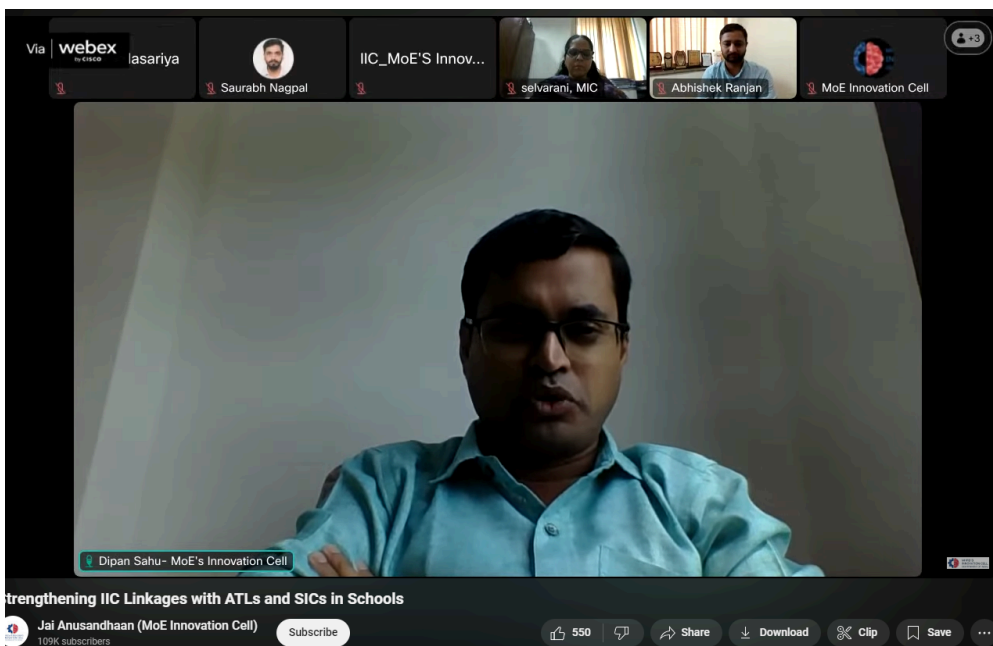 Via webex
by CISCO
lasariya
Saurabh Nagpal
IIC_MoE'S Innov...
selvarani, MIC
Abhishek Ranjan
MoE Innovation Cell
+3
Dipan Sahu- MoE's Innovation Cell
Strengthening IIC Linkages with ATLs and SICs in Schools
Jai Anusandhaan (MoE Innovation Cell)
109K subscribers
Subscribe
550
Share
Download
Clip
Save